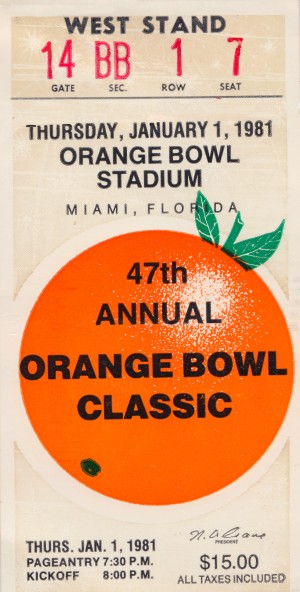 WEST STAND
14 BB 1 7
GATE SEC. ROW SEAT
THURSDAY, JANUARY 1, 1981
ORANGE BOWL
STADIUM
MIAMI, FLORIDA
47th
ANNUAL
ORANGE BOWL
CLASSIC
THURS. JAN. 1, 1981
PAGEANTRY 7:30 P.M.
KICKOFF 8:00 P.M.
PRESIDENT
$15.00
ALL TAXES INCLUDED